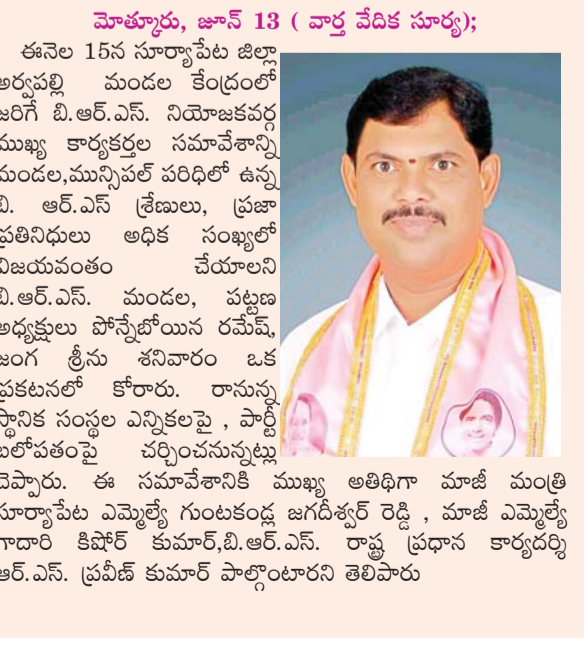 మోత్కూరు, జూన్ 13 ( వార్త వేదిక సూర్య);
ఈనెల 15న సూర్యాపేట జిల్లా
అర్వపల్లి మండల కేంద్రంలో
జరిగే బి.ఆర్.ఎస్. నియోజకవర్గ
ముఖ్య కార్యకర్తల సమావేశాన్ని
మండల,మున్సిపల్ పరిధిలో ఉన్న
బి. ఆర్.ఎస్ శ్రేణులు, ప్రజా
ప్రతినిధులు అధిక సంఖ్యలో
విజయవంతం చేయాలని
బి.ఆర్.ఎస్. మండల, పట్టణ
అధ్యక్షులు పోన్నేబోయిన రమేష్,
జంగ శ్రీను శనివారం ఒక
ప్రకటనలో కోరారు. రానున్న
స్థానిక సంస్థల ఎన్నికలపై , పార్టీ
బలోపతంపై చర్చించనున్నట్లు
చెప్పారు. ఈ సమావేశానికి ముఖ్య అతిథిగా మాజీ మంత్రి
సూర్యాపేట ఎమ్మెల్యే గుంటకండ్ల జగదీశ్వర్ రెడ్డి , మాజీ ఎమ్మెల్యే
గాదారి కిషోర్ కుమార్,బి.ఆర్.ఎస్. రాష్ట్ర ప్రధాన కార్యదర్శి
ఆర్.ఎస్. ప్రవీణ్ కుమార్ పాల్గొంటారని తెలిపారు